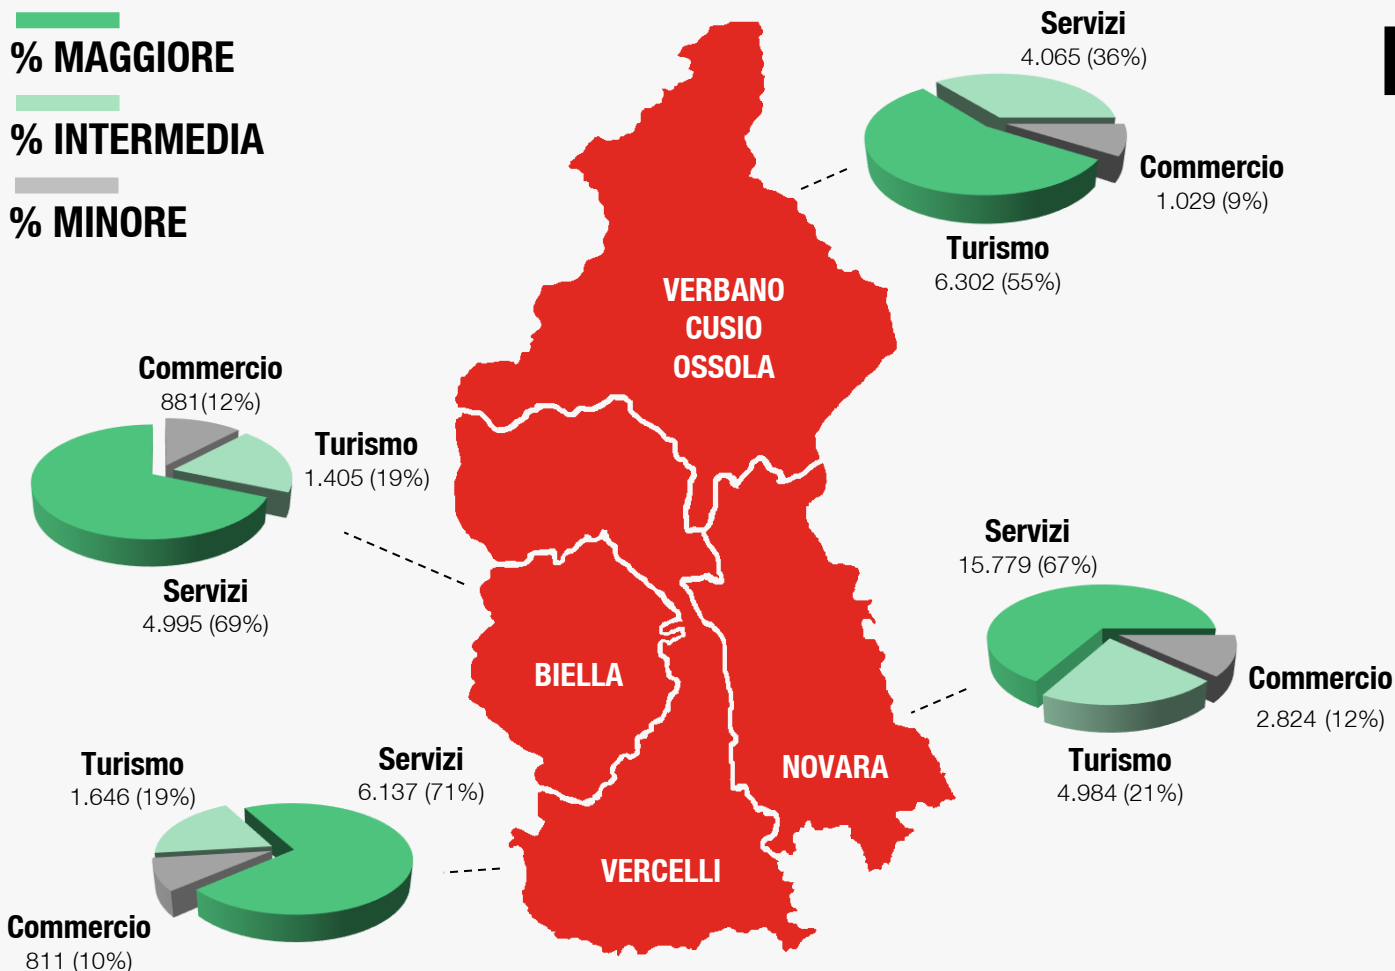 % MAGGIORE
% INTERMEDIA
% MINORE
Servizi
4.065 (36%)
Commercio
1.029 (9%)
Turismo
6.302 (55%)
VERBANO
CUSIO
OSSOLA
Commercio
881(12%)
Turismo
1.405 (19%)
Servizi
4.995 (69%)
BIELLA
Servizi
15.779 (67%)
Commercio
2.824 (12%)
Turismo
4.984 (21%)
NOVARA
Turismo
1.646 (19%)
Servizi
6.137 (71%)
Commercio
811 (10%)
VERCELLI